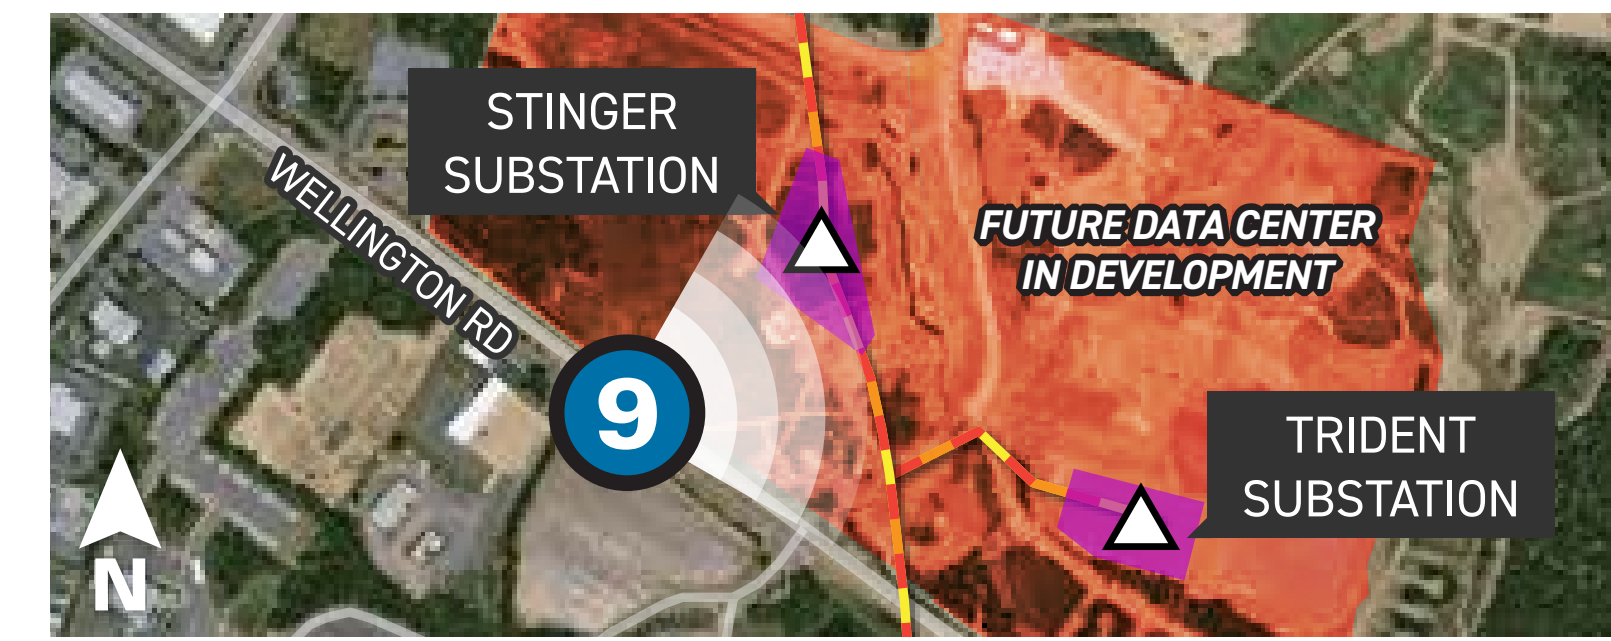 STINGER
SUBSTATION
WELLINGTON RD
FUTURE DATA CENTER
IN DEVELOPMENT
9
TRIDENT
SUBSTATION
N